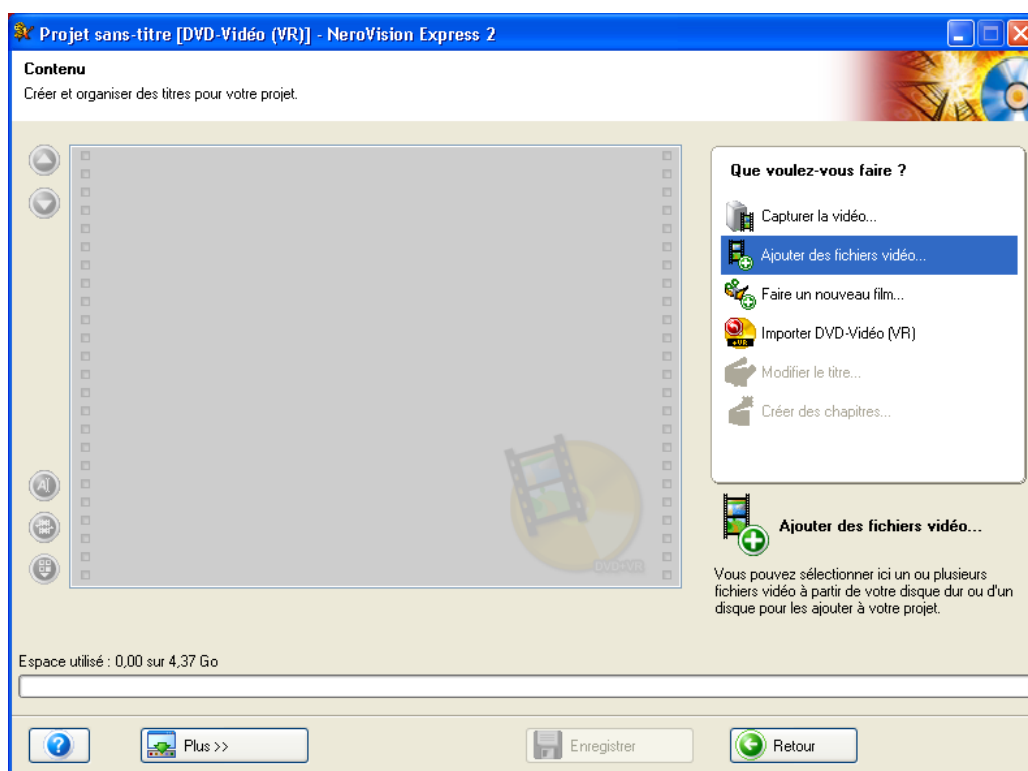 Projet sans-titre [DVD-Vidéo (VR)] - NeroVision Express 2
Contenu
Créer et organiser des titres pour votre projet.
Que voulez-vous faire ?
Capturer la vidéo...
Ajouter des fichiers vidéo...
Faire un nouveau film...
Importer DVD-Vidéo (VR)
Modifier le titre...
Créer des chapitres...
DVD+VR
Ajouter des fichiers vidéo...
Vous pouvez sélectionner ici un ou plusieurs
fichiers vidéo à partir de votre disque dur ou d'un
disque pour les ajouter à votre projet.
Espace utilisé : 0,00 sur 4,37 Go
Plus >>
Enregistrer
Retour